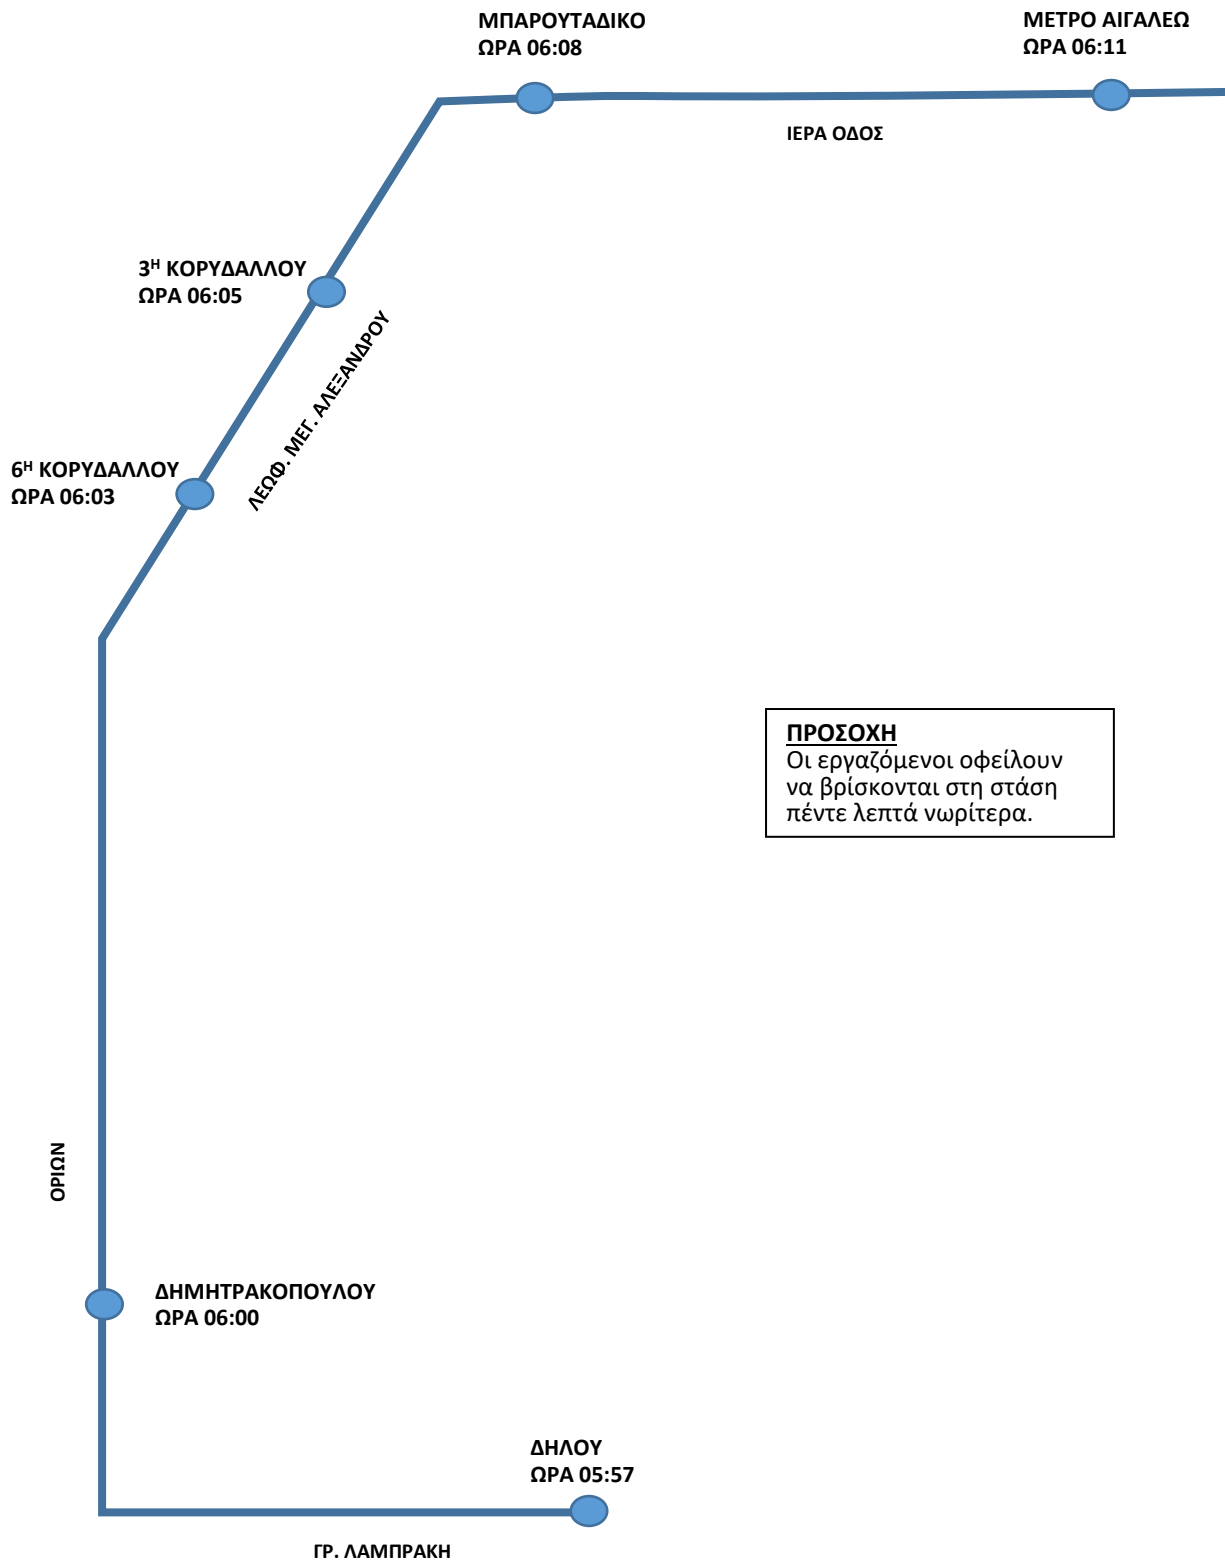 ΜΠΑΡΟΥΤΑΔΙΚΟ
ΩΡΑ 06:08
ΜΕΤΡΟ ΑΙΓΑΛΕΩ
ΩΡΑ 06:11
ΙΕΡΑ ΟΔΟΣ
3Η ΚΟΡΥΔΑΛΛΟΥ
ΩΡΑ 06:05
ΛΕΩΦ. ΜΕΓ. ΑΛΕΞΑΝΔΡΟΥ
6Η ΚΟΡΥΔΑΛΛΟΥ
ΩΡΑ 06:03
ΠΡΟΣΟΧΗ
Οι εργαζόμενοι οφείλουν
να βρίσκονται στη στάση
πέντε λεπτά νωρίτερα.
ΟΡΙΩΝ
ΔΗΜΗΤΡΑΚΟΠΟΥΛΟΥ
ΩΡΑ 06:00
ΔΗΛΟΥ
ΩΡΑ 05:57
ΓΡ. ΛΑΜΠΡΑΚΗ